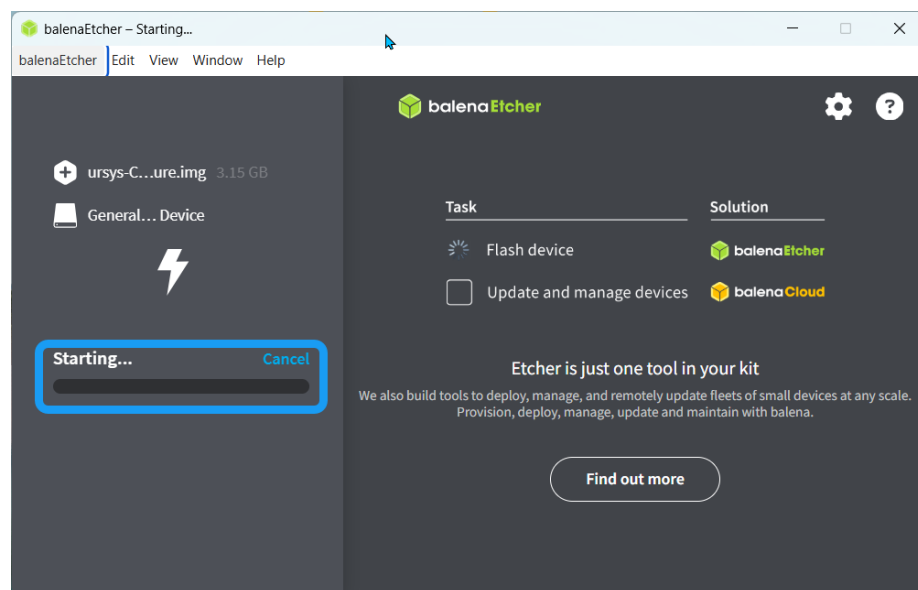 balenaEtcher – Starting...
balenaEtcher Edit View Window Help
balenaEtcher
?
ursys-C...ure.img 3.15 GB
General... Device
Starting... Cancel
Task Solution
Flash device balenaEtcher
Update and manage devices balenaCloud
Etcher is just one tool in your kit
We also build tools to deploy, manage, and remotely update fleets of small devices at any scale.
Provision, deploy, manage, update and maintain with balena.
Find out more